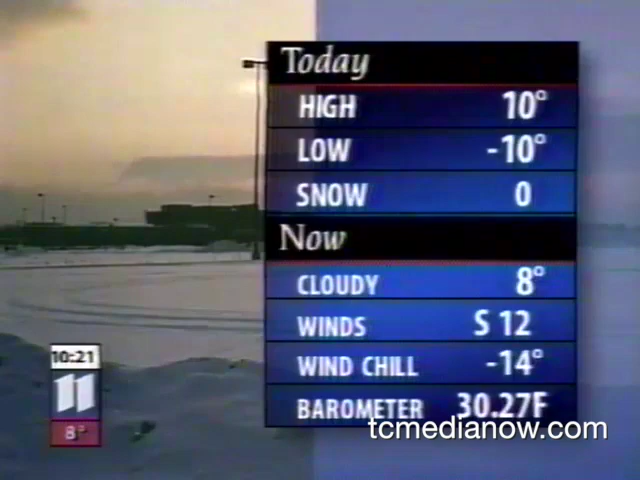 Today
HIGH 10°
LOW -10°
SNOW 0
Now
CLOUDY 8°
WINDS S 12
WIND CHILL -14°
BAROMETER 30.27F
10:21
11
8°
tcmedianow.com